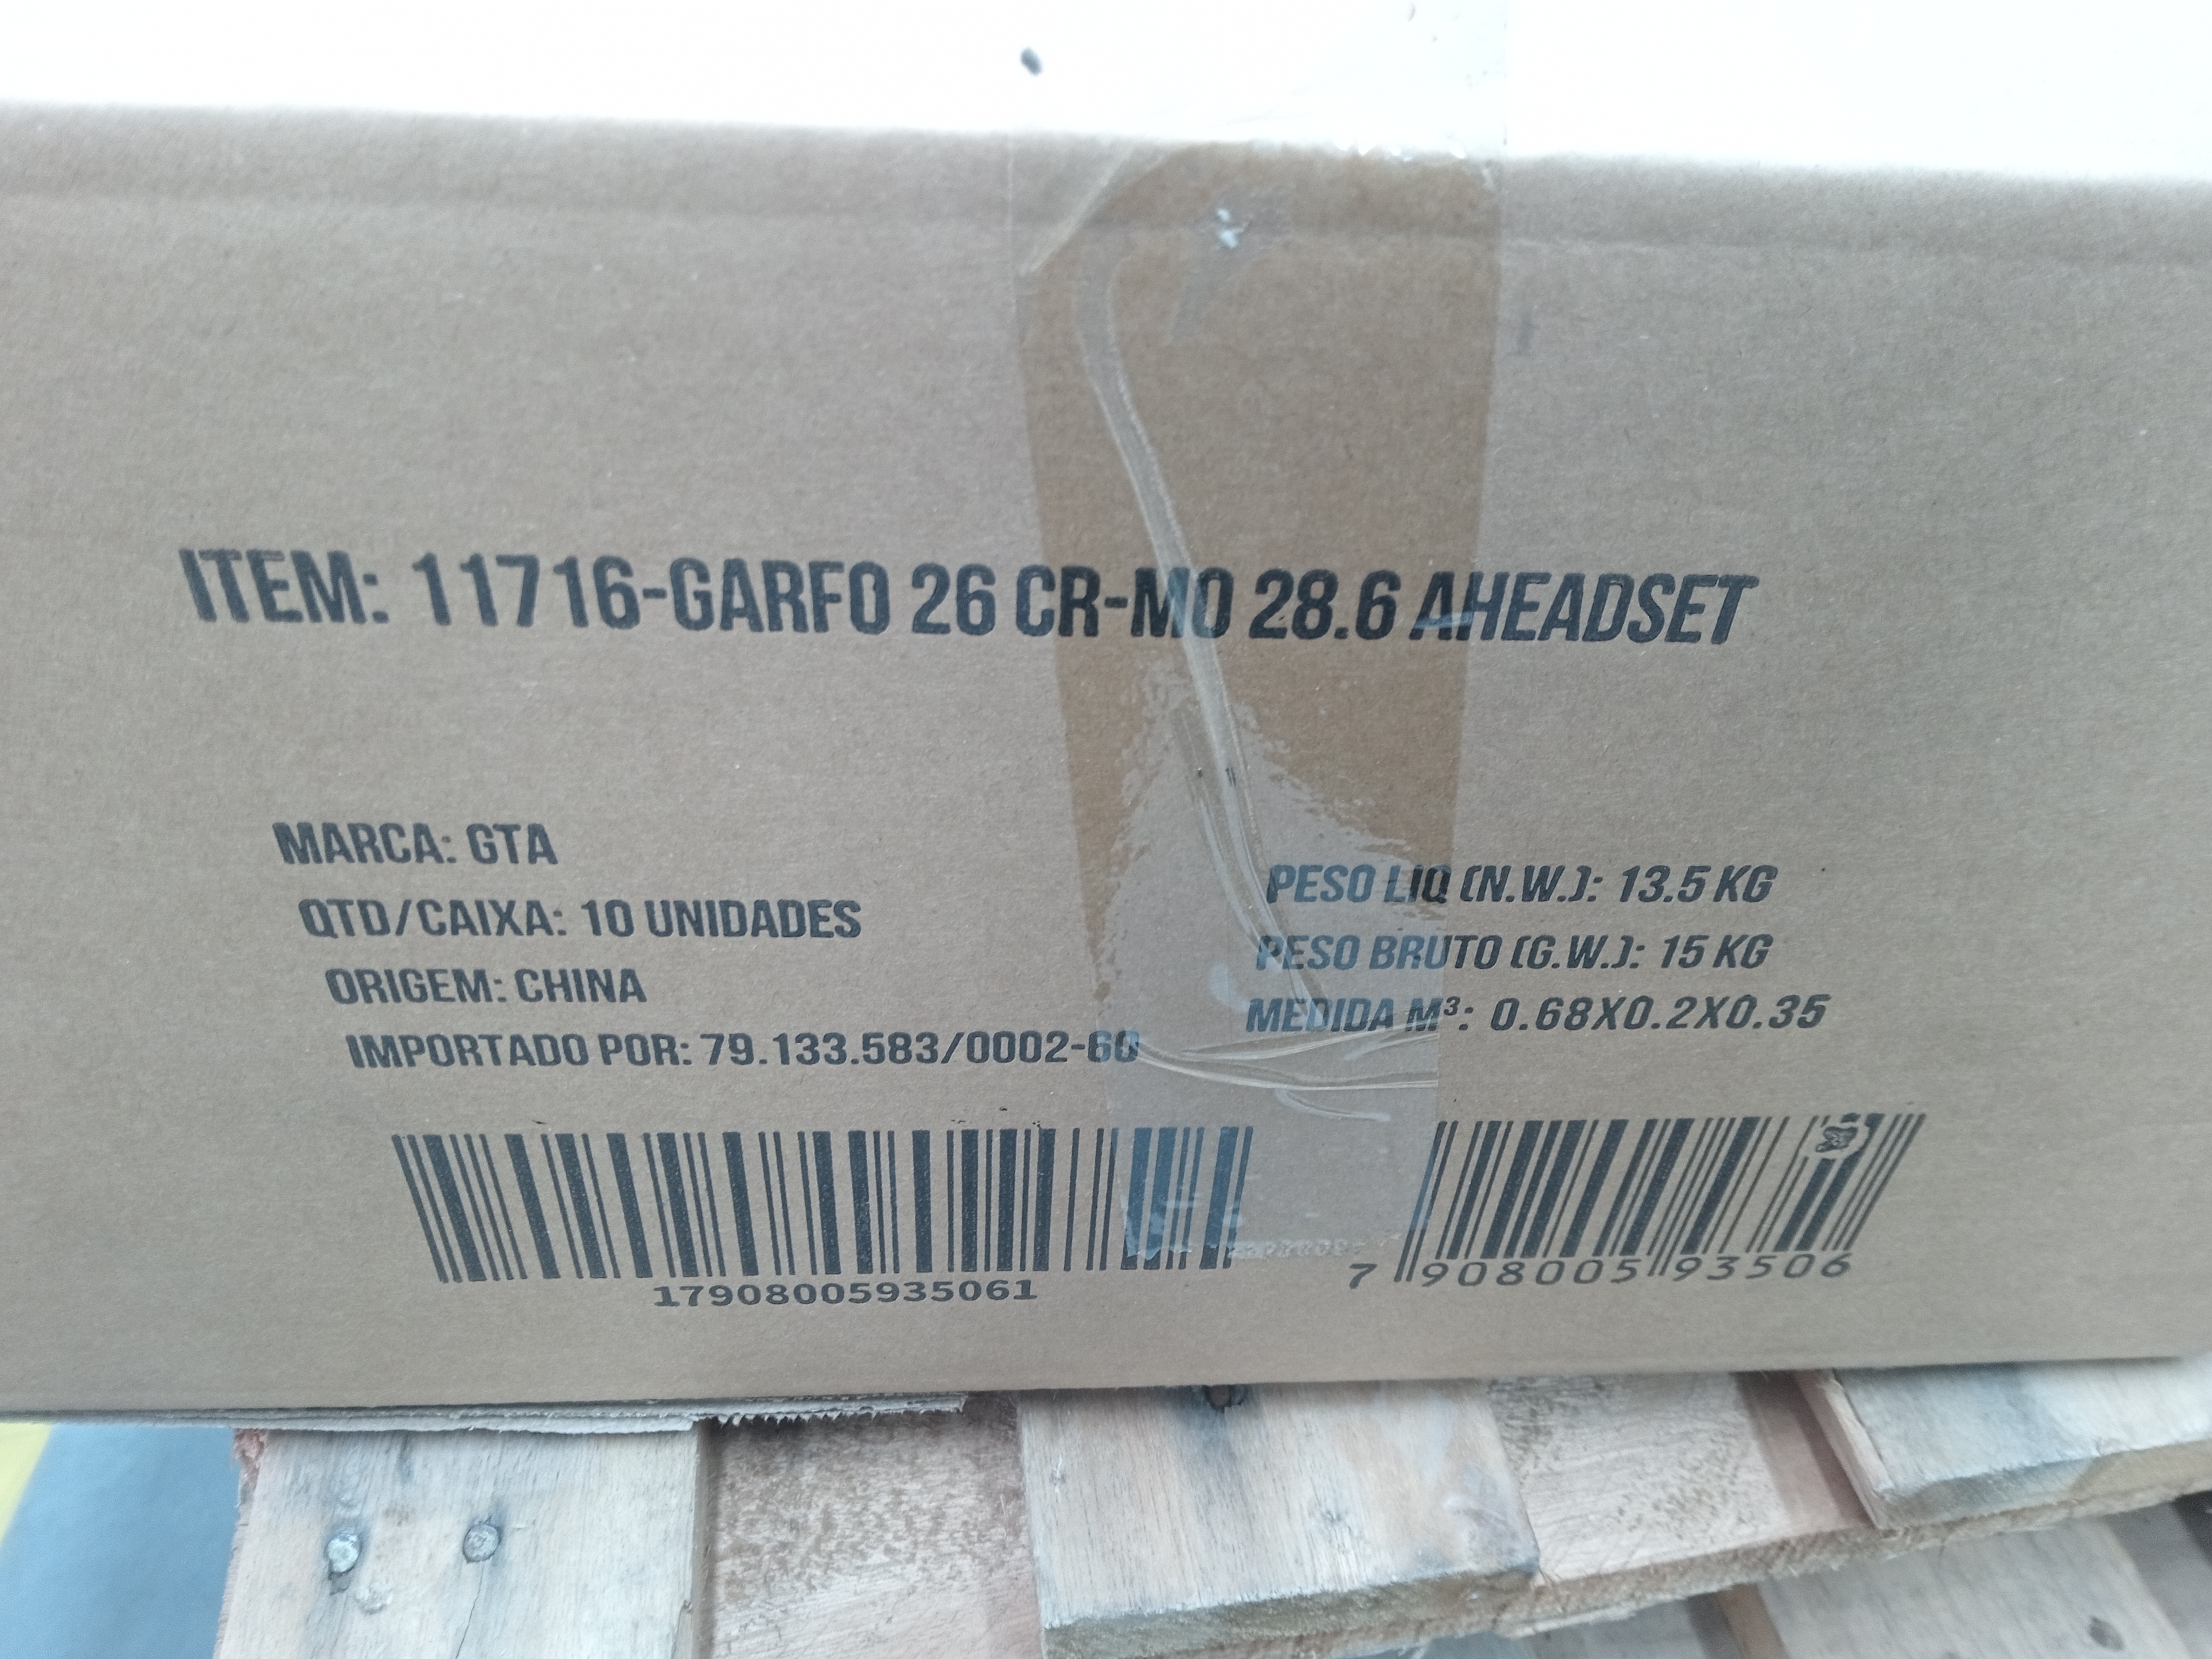 ITEM: 11716-GARFO 26 CR-MO 28.6 AHEADSET
MARCA: GTA
QTD/CAIXA: 10 UNIDADES
ORIGEM: CHINA
IMPORTADO POR: 79.133.583/0002-60
PESO LIQ (N.W.): 13.5 KG
PESO BRUTO (G.W.): 15 KG
MEDIDA M³: 0.68X0.2X0.35
17908005935061
7 908005 93506